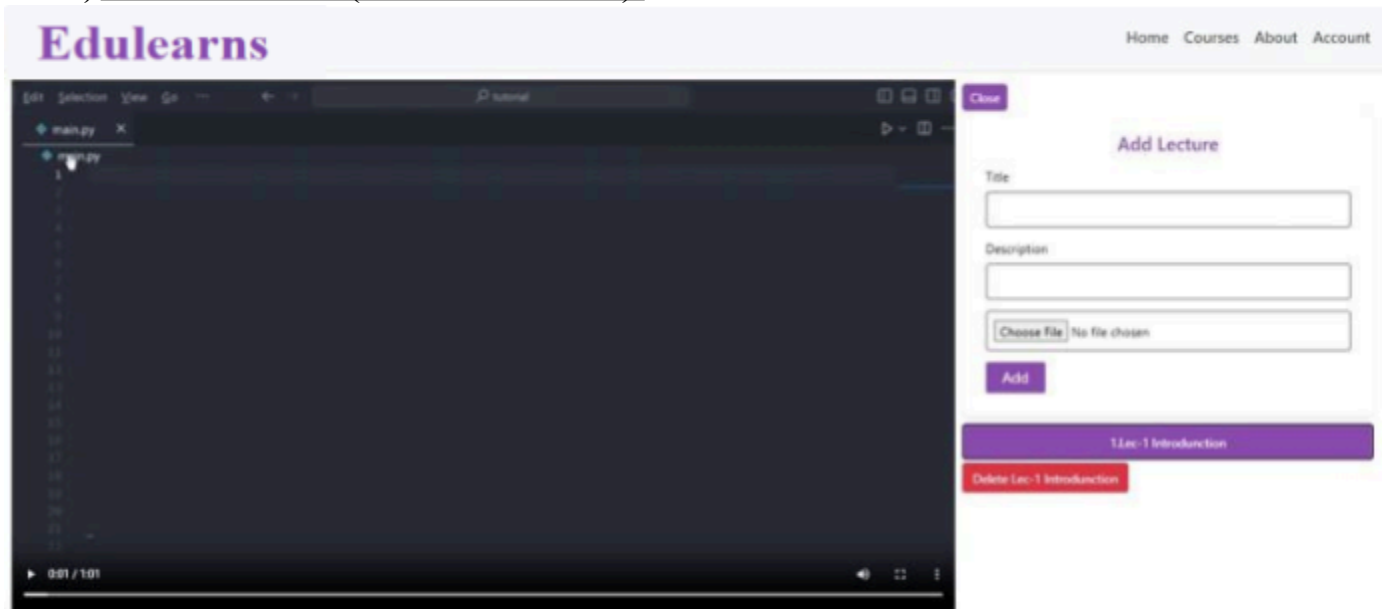 Edulearns
Home Courses About Account
Edit Selection View Go ... tutorial
main.py
main.py
1
Close
Add Lecture
Title
Description
Choose File No file chosen
Add
1.Lec-1 Introdunction
Delete Lec-1 Introdunction
0:01 / 1:01